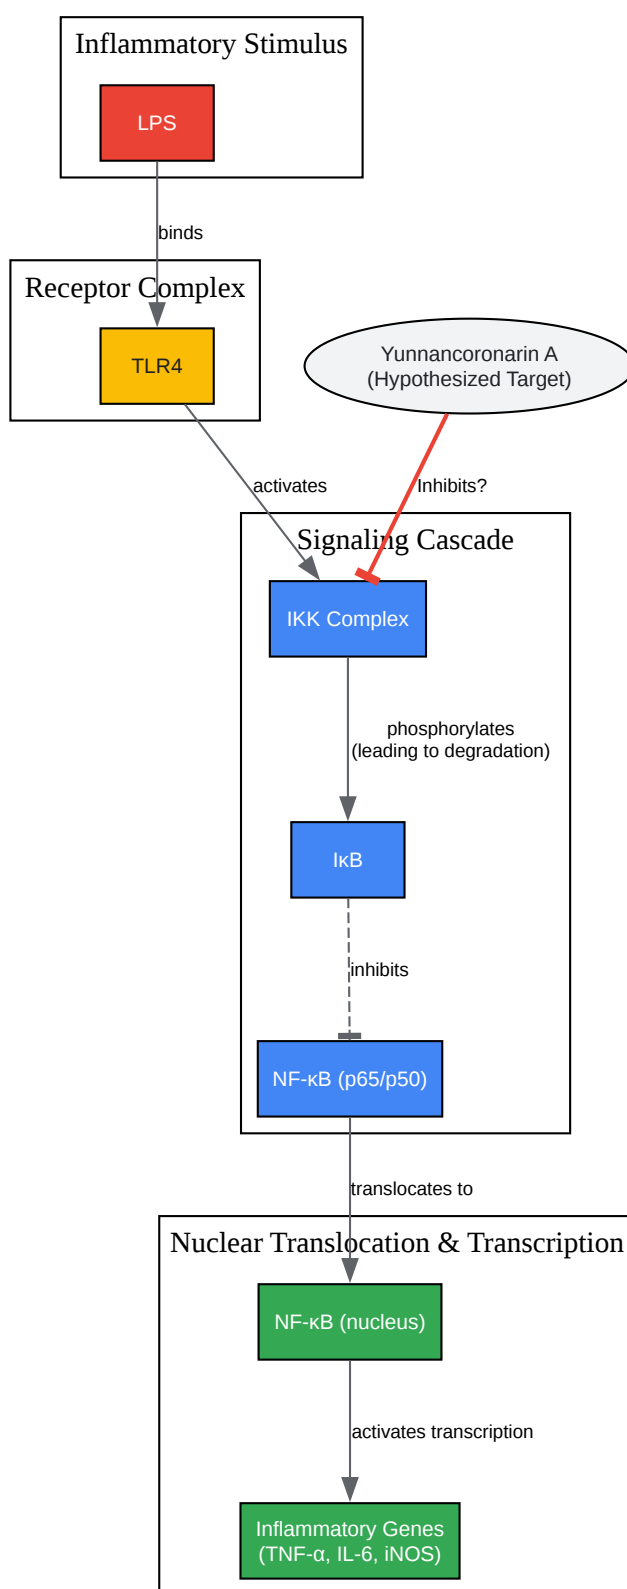 Inflammatory Stimulus
LPS
binds
Receptor Complex
TLR4
Yunnancoronarin A
(Hypothesized Target)
activates
Inhibits?
Signaling Cascade
IKK Complex
phosphorylates
(leading to degradation)
IκB
inhibits
NF-κB (p65/p50)
translocates to
Nuclear Translocation & Transcription
NF-κB (nucleus)
activates transcription
Inflammatory Genes
(TNF-α, IL-6, iNOS)